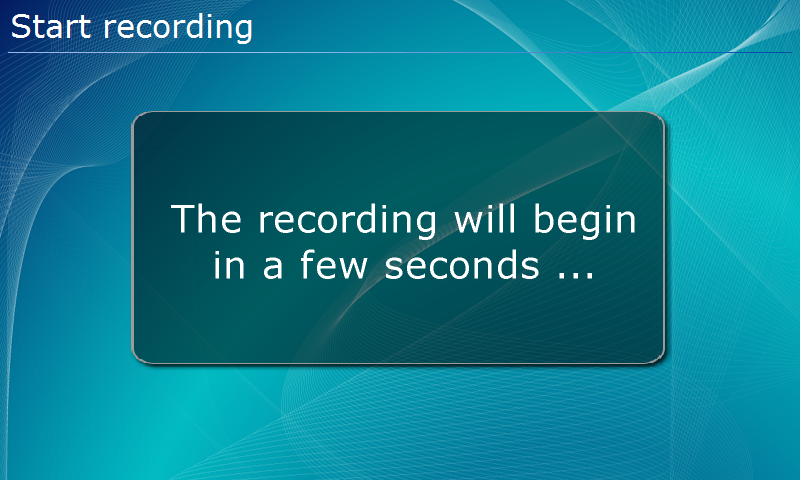 Start recording
The recording will begin
in a few seconds ...